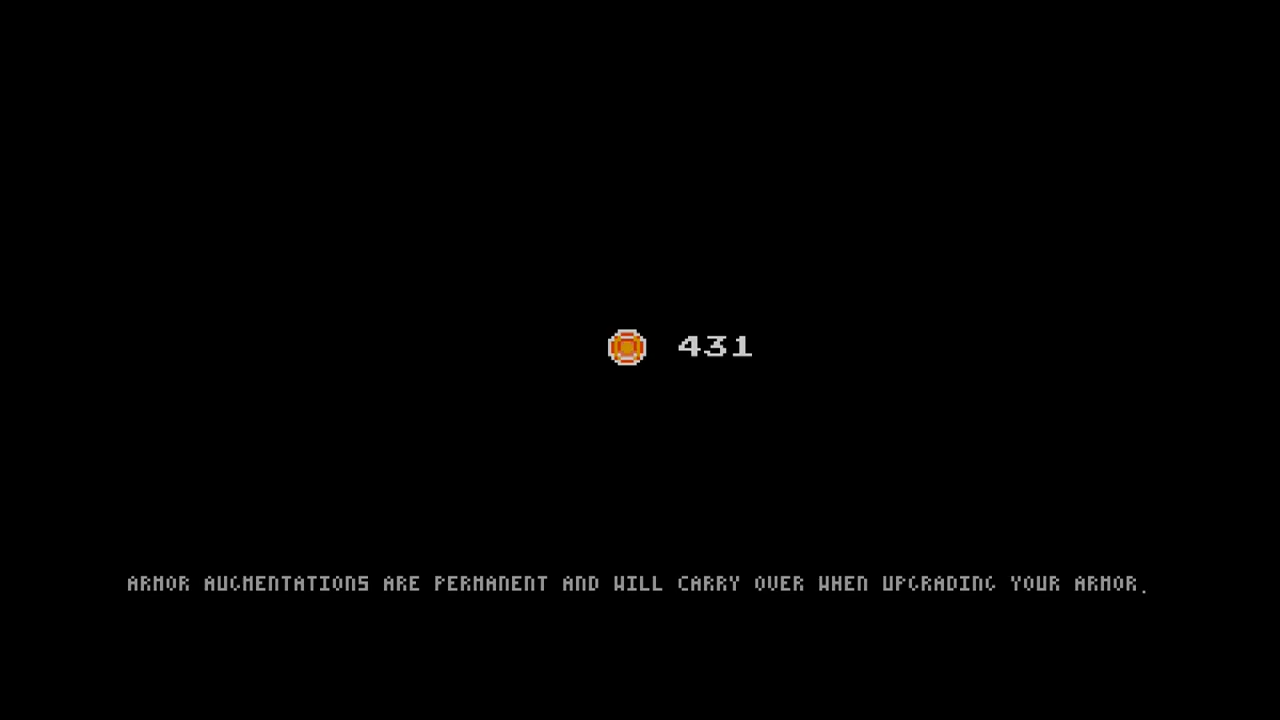 431
ARMOR AUGMENTATIONS ARE PERMANENT AND WILL CARRY OVER WHEN UPGRADING YOUR ARMOR.